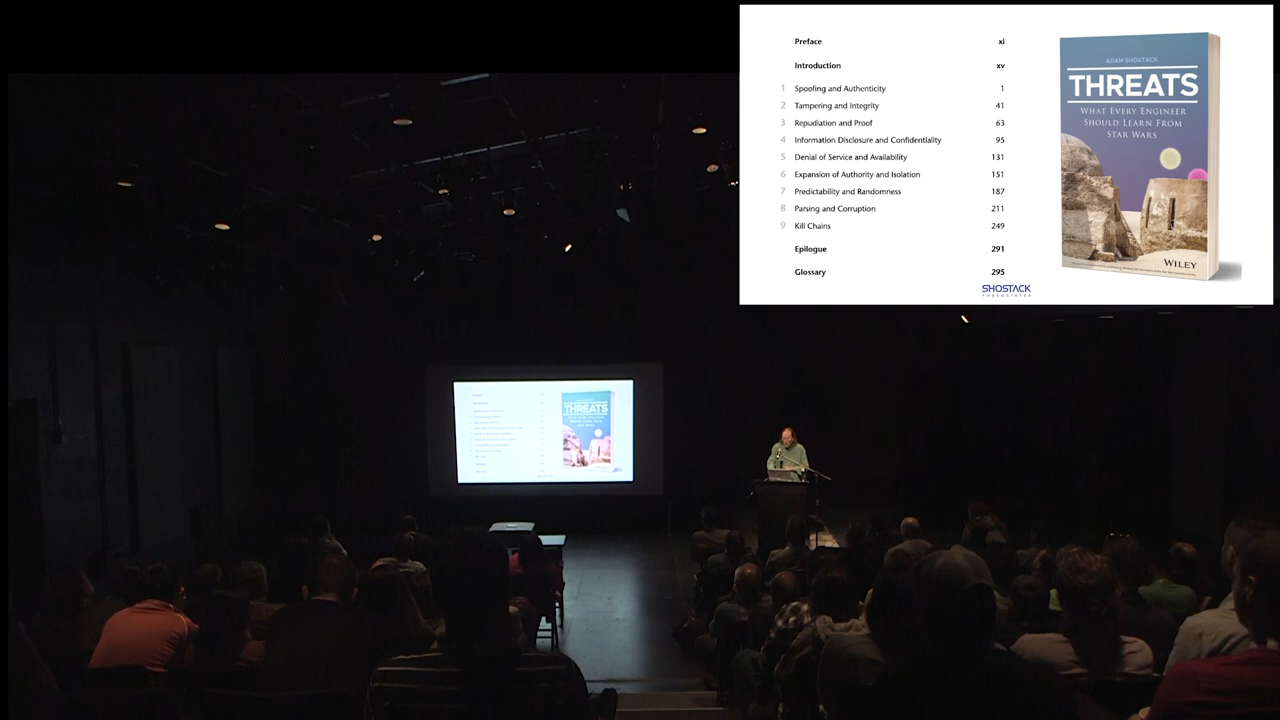 Preface xi
Introduction xv
1 Spoofing and Authenticity 1
2 Tampering and Integrity 41
3 Repudiation and Proof 63
4 Information Disclosure and Confidentiality 95
5 Denial of Service and Availability 131
6 Expansion of Authority and Isolation 151
7 Predictability and Randomness 187
8 Parsing and Corruption 211
9 Kill Chains 249
Epilogue 291
Glossary 295
SHOSTACK
+ ASSOCIATES
ADAM SHOSTACK
THREATS
WHAT EVERY ENGINEER
SHOULD LEARN FROM
STAR WARS
WILEY
THREATS